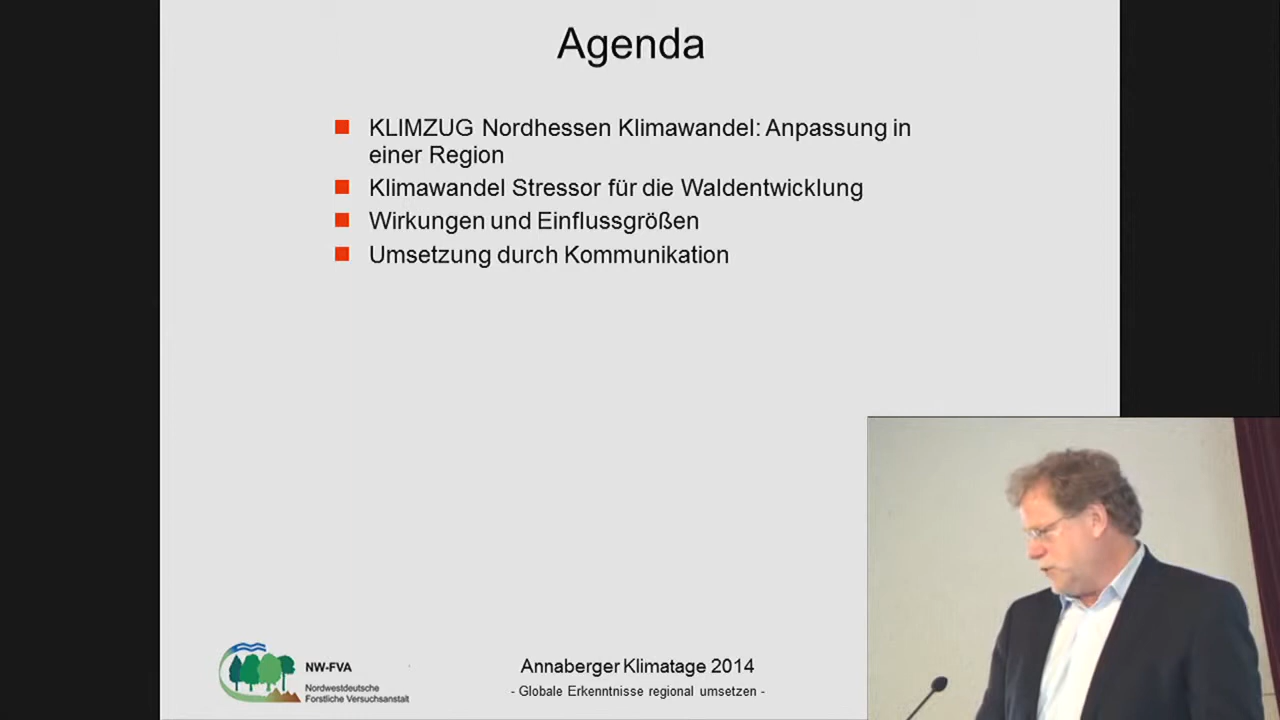 Agenda
KLIMZUG Nordhessen Klimawandel: Anpassung in
einer Region
Klimawandel Stressor für die Waldentwicklung
Wirkungen und Einflussgrößen
Umsetzung durch Kommunikation
NW-FVA
Nordwestdeutsche
Forstliche Versuchsanstalt
Annaberger Klimatage 2014
- Globale Erkenntnisse regional umsetzen -